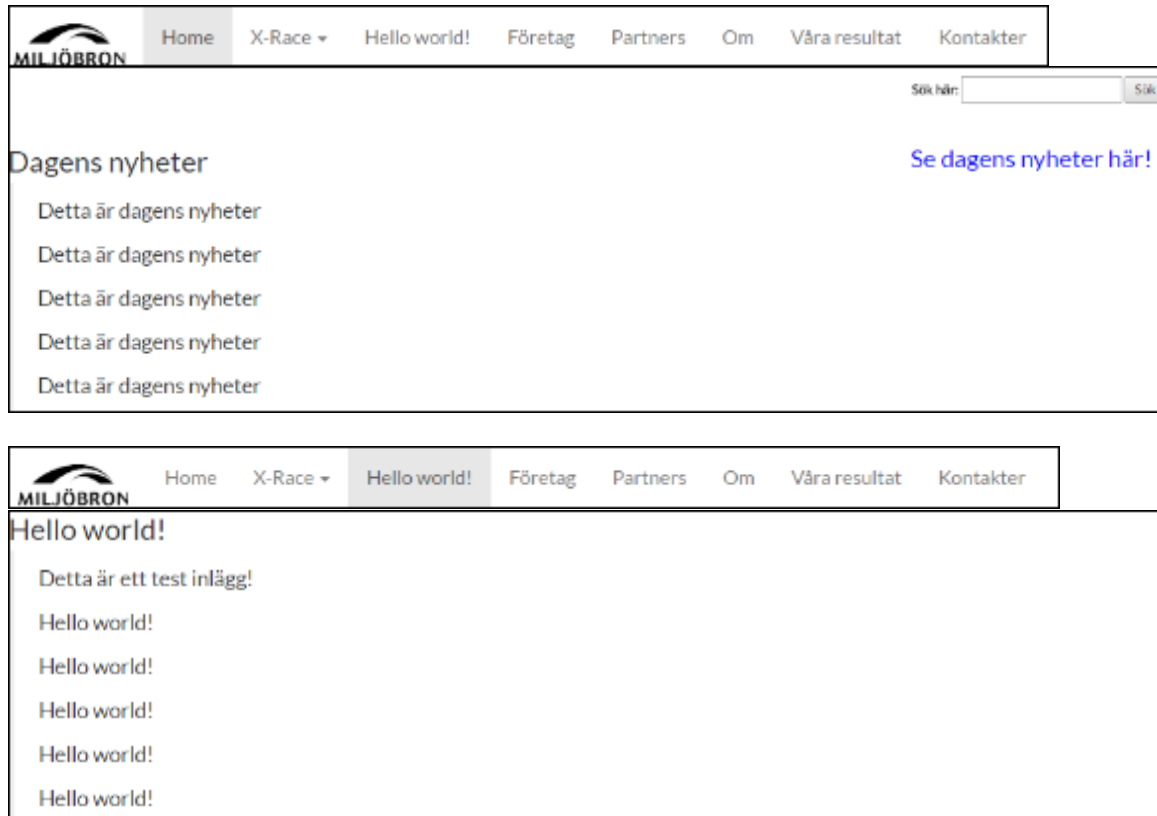 MILJÖBRON Home X-Race Hello world! Företag Partners Om Våra resultat Kontakter
Sök här: Sök
Dagens nyheter Se dagens nyheter här!
Detta är dagens nyheter
Detta är dagens nyheter
Detta är dagens nyheter
Detta är dagens nyheter
Detta är dagens nyheter
MILJÖBRON Home X-Race Hello world! Företag Partners Om Våra resultat Kontakter
Hello world!
Detta är ett test inlägg!
Hello world!
Hello world!
Hello world!
Hello world!
Hello world!